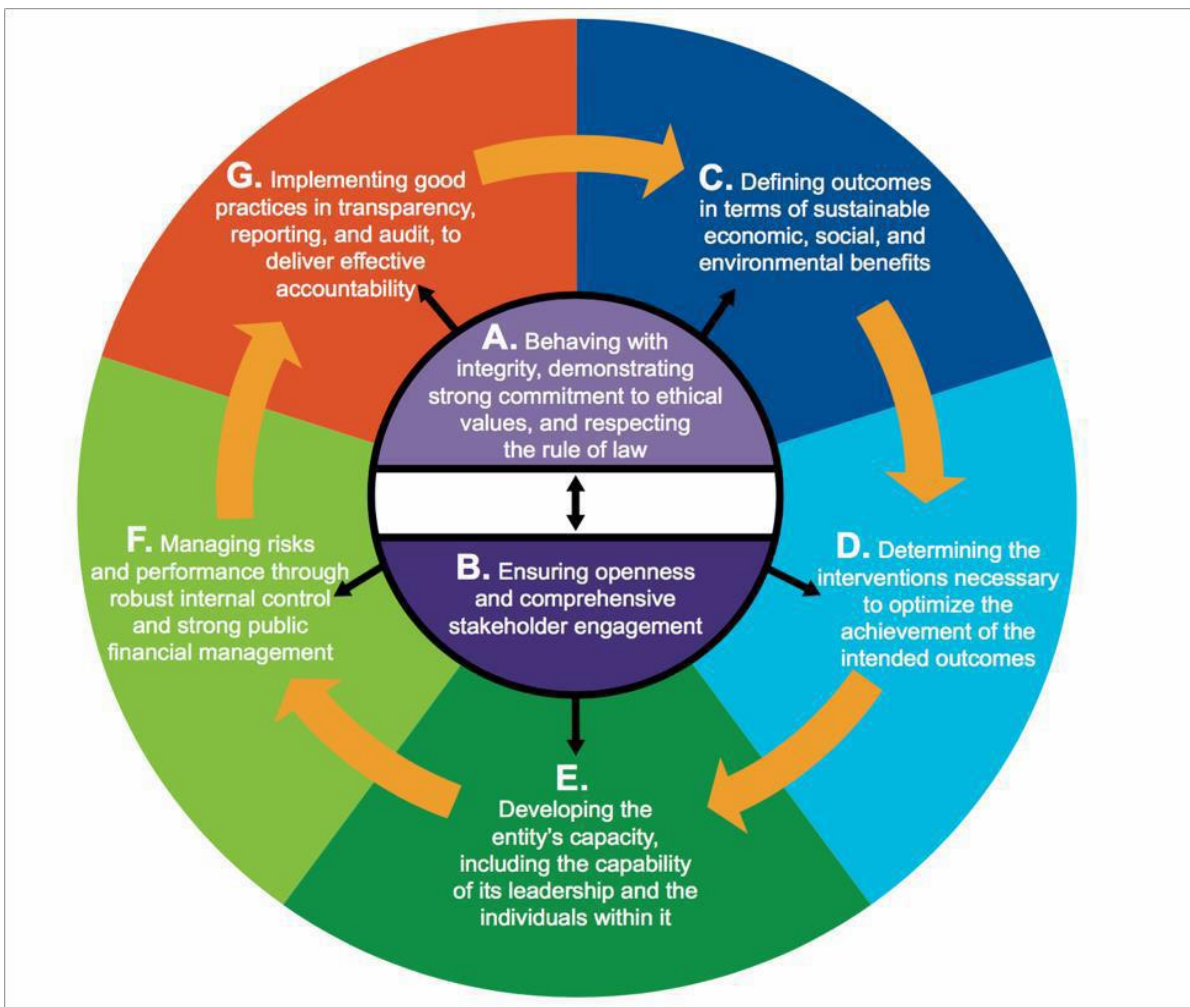 A. Behaving with
integrity, demonstrating
strong commitment to ethical
values, and respecting
the rule of law
B. Ensuring openness
and comprehensive
stakeholder engagement
C. Defining outcomes
in terms of sustainable
economic, social, and
environmental benefits
D. Determining the
interventions necessary
to optimize the
achievement of the
intended outcomes
E.
Developing the
entity's capacity,
including the capability
of its leadership and the
individuals within it
F. Managing risks
and performance through
robust internal control
and strong public
financial management
G. Implementing good
practices in transparency,
reporting, and audit, to
deliver effective
accountability